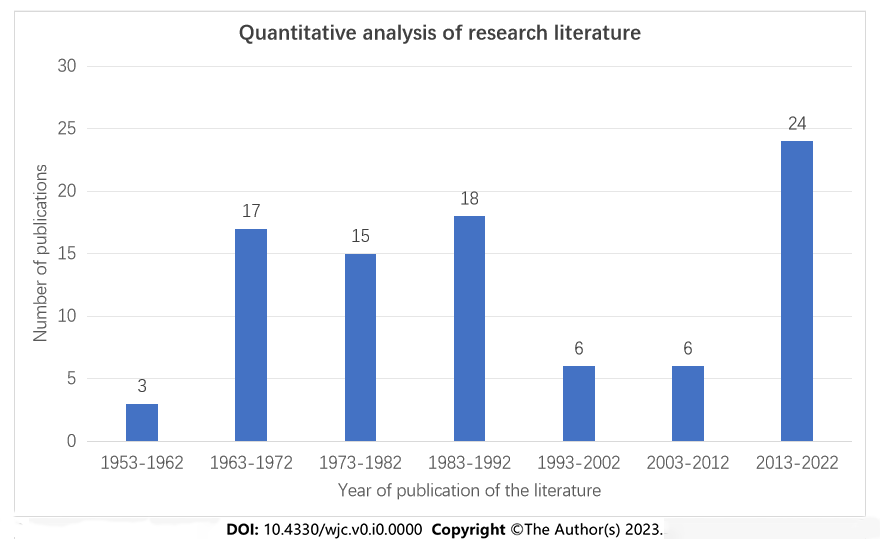 Quantitative analysis of research literature
30
25
20
15
10
5
0
Number of publications
3
17
15
18
6
6
24
1953-1962 1963-1972 1973-1982 1983-1992 1993-2002 2003-2012 2013-2022
Year of publication of the literature
DOI: 10.4330/wjc.v0.i0.0000 Copyright ©The Author(s) 2023.